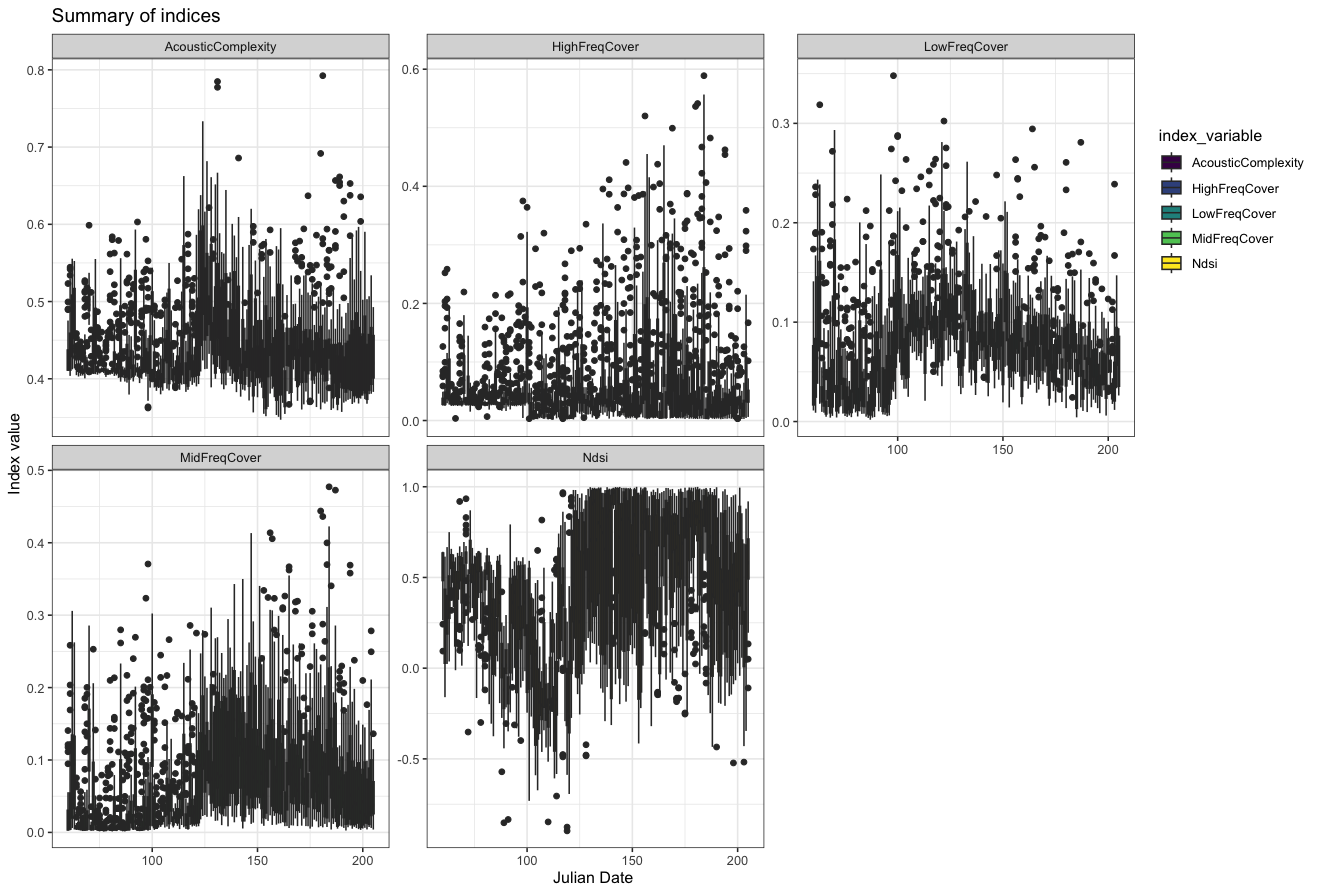 Summary of indices
AcousticComplexity
HighFreqCover
LowFreqCover
0.8
0.7
0.6
0.5
0.4
0.6
0.4
0.2
0.0
0.3
0.2
0.1
0.0
100 150 200
index_variable
AcousticComplexity
HighFreqCover
LowFreqCover
MidFreqCover
Ndsi
Index value
MidFreqCover
Ndsi
0.5
0.4
0.3
0.2
0.1
0.0
100 150 200
1.0
0.5
0.0
-0.5
100 150 200
Julian Date